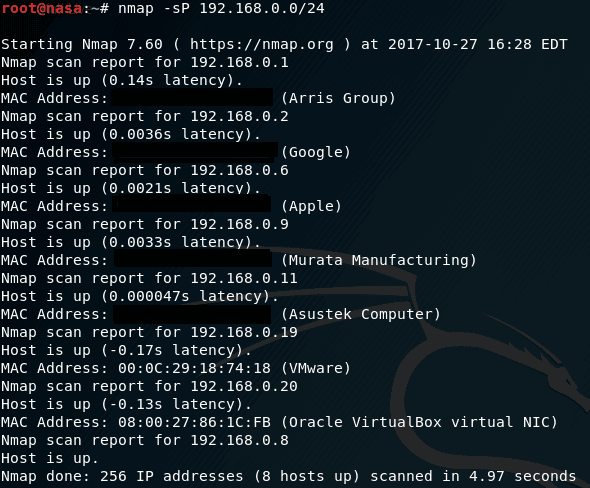 root@nasa:~# nmap -sP 192.168.0.0/24
Starting Nmap 7.60 ( https://nmap.org ) at 2017-10-27 16:28 EDT
Nmap scan report for 192.168.0.1
Host is up (0.14s latency).
MAC Address: (Arris Group)
Nmap scan report for 192.168.0.2
Host is up (0.0036s latency).
MAC Address: (Google)
Nmap scan report for 192.168.0.6
Host is up (0.0021s latency).
MAC Address: (Apple)
Nmap scan report for 192.168.0.9
Host is up (0.0033s latency).
MAC Address: (Murata Manufacturing)
Nmap scan report for 192.168.0.11
Host is up (0.000047s latency).
MAC Address: (Asustek Computer)
Nmap scan report for 192.168.0.19
Host is up (-0.17s latency).
MAC Address: 00:0C:29:18:74:18 (VMware)
Nmap scan report for 192.168.0.20
Host is up (-0.13s latency).
MAC Address: 08:00:27:86:1C:FB (Oracle VirtualBox virtual NIC)
Nmap scan report for 192.168.0.8
Host is up.
Nmap done: 256 IP addresses (8 hosts up) scanned in 4.97 seconds